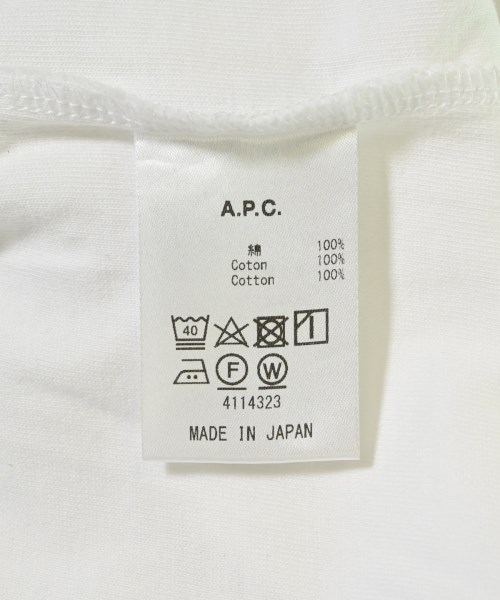 A.P.C.
綿 100%
Coton 100%
Cotton 100%
40
F W
4114323
MADE IN JAPAN